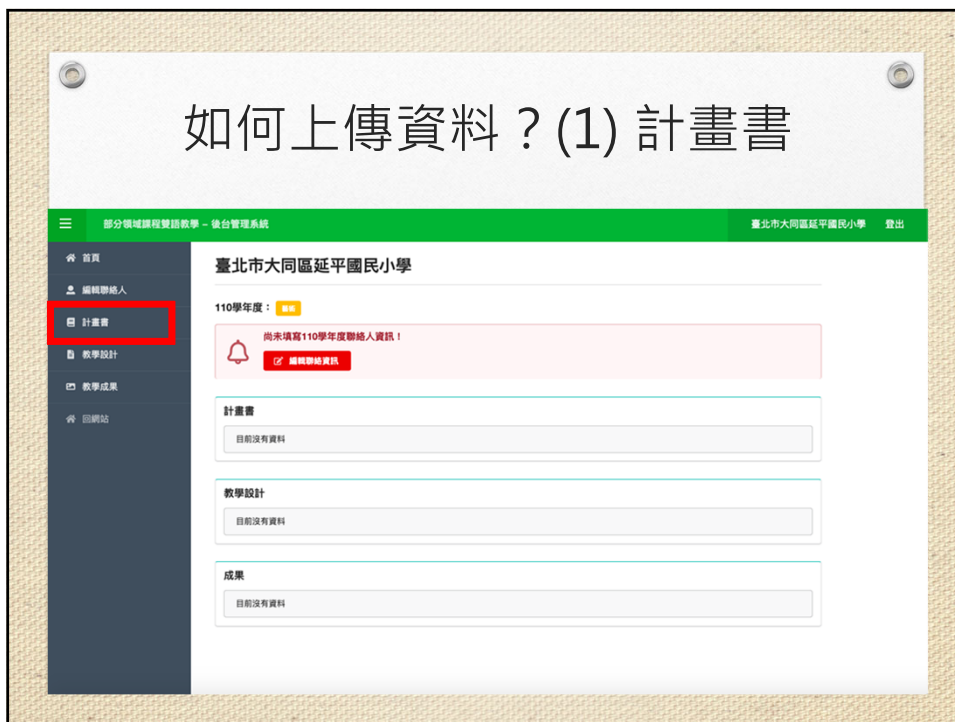 如何上傳資料？(1) 計畫書
部分領域課程雙語教學 – 後台管理系統
臺北市大同區延平國民小學 登出
首頁
編輯聯絡人
計畫書
教學設計
教學成果
回網站
臺北市大同區延平國民小學
110學年度：
尚未填寫110學年度聯絡人資訊！
編輯聯絡資訊
計畫書
目前沒有資料
教學設計
目前沒有資料
成果
目前沒有資料